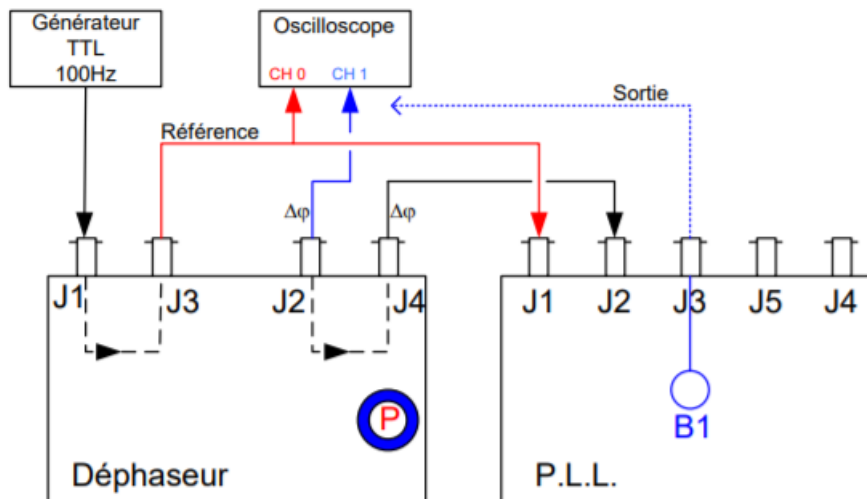 Générateur
TTL
100Hz
Oscilloscope
CH 0 CH 1
Sortie
Référence
Δφ Δφ
J1 J3 J2 J4 J1 J2 J3 J5 J4
P
B1
Déphaseur
P.L.L.